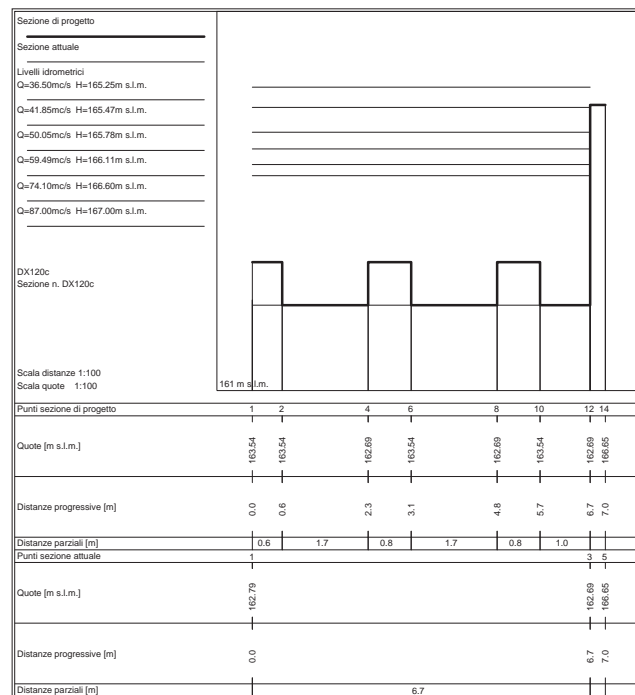 Sezione di progetto
Sezione attuale
Livelli idrometrici
Q=36.50mc/s H=165.25m s.l.m.
Q=41.85mc/s H=165.47m s.l.m.
Q=50.05mc/s H=165.78m s.l.m.
Q=59.49mc/s H=166.11m s.l.m.
Q=74.10mc/s H=166.60m s.l.m.
Q=87.00mc/s H=167.00m s.l.m.
DX120c
Sezione n. DX120c
Scala distanze 1:100
Scala quote 1:100
161 m s.l.m.
Punti sezione di progetto 1 2 4 6 8 10 12 14
Quote [m s.l.m.] 163.54 163.54 162.69 163.54 162.69 163.54 162.69 166.65
Distanze progressive [m] 0.0 0.6 2.3 3.1 4.8 5.7 6.7 7.0
Distanze parziali [m] 0.6 1.7 0.8 1.7 0.8 1.0
Punti sezione attuale 1 3 5
Quote [m s.l.m.] 162.79 162.69 166.65
Distanze progressive [m] 0.0 6.7 7.0
Distanze parziali [m] 6.7